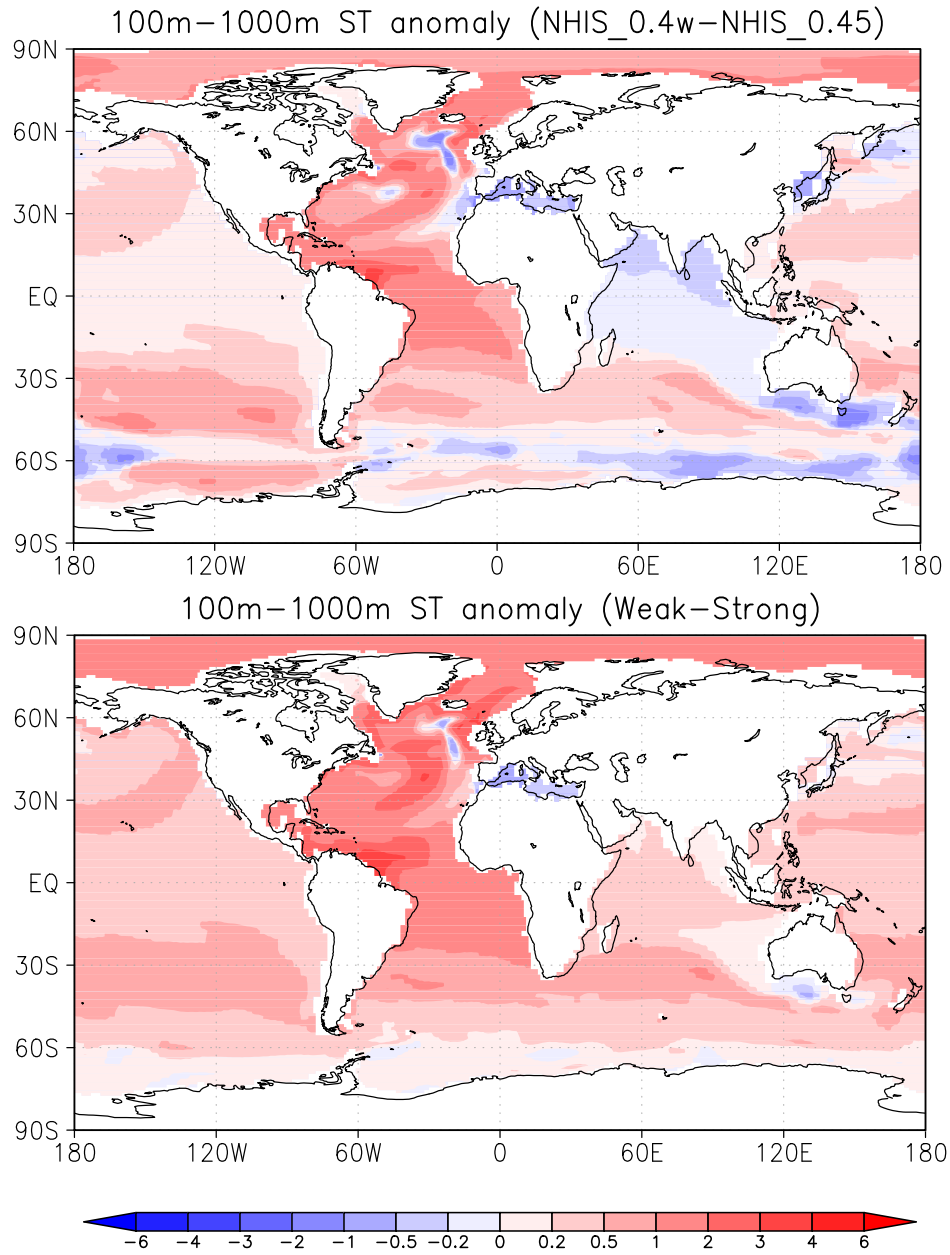 100m−1000m ST anomaly (NHIS_0.4w−NHIS_0.45)
90N
60N
30N
EQ
30S
60S
90S
180 120W 60W 0 60E 120E 180
100m−1000m ST anomaly (Weak−Strong)
90N
60N
30N
EQ
30S
60S
90S
180 120W 60W 0 60E 120E 180
−6 −4 −3 −2 −1 −0.5 −0.2 0 0.2 0.5 1 2 3 4 6